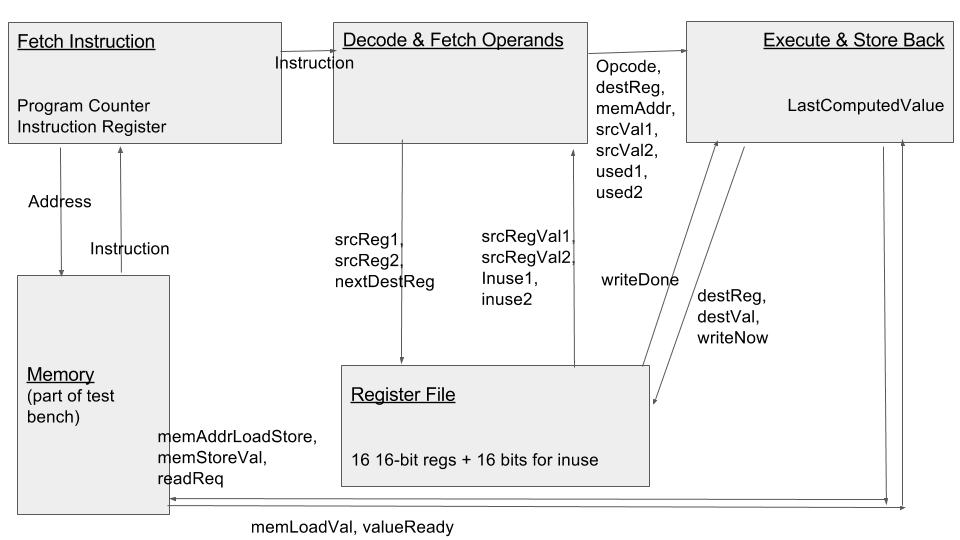 Fetch Instruction
Program Counter
Instruction Register
Instruction
Decode & Fetch Operands
Opcode,
destReg,
memAddr,
srcVal1,
srcVal2,
used1,
used2
Execute & Store Back
LastComputedValue
Address
Instruction
srcReg1,
srcReg2,
nextDestReg
srcRegVal1,
srcRegVal2,
Inuse1,
inuse2
writeDone
destReg,
destVal,
writeNow
Memory
(part of test
bench)
Register File
16 16-bit regs + 16 bits for inuse
memAddrLoadStore,
memStoreVal,
readReq
memLoadVal, valueReady